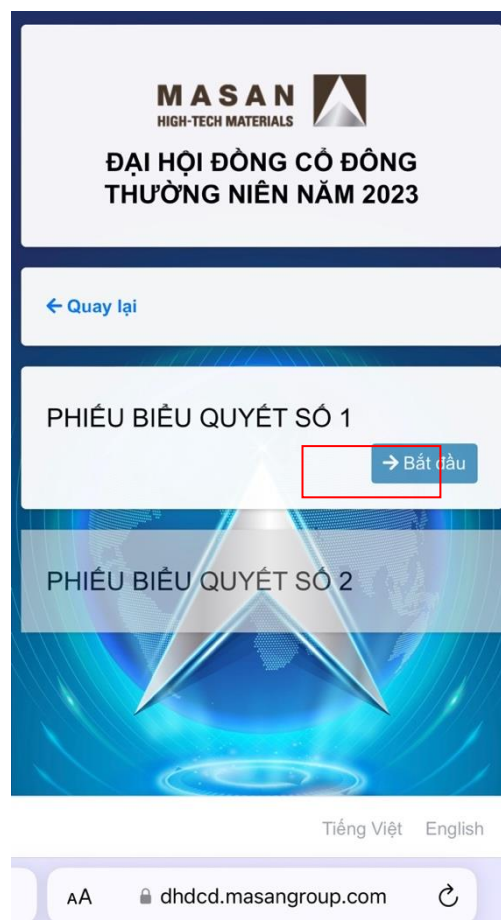 MASAN
HIGH-TECH MATERIALS
ĐẠI HỘI ĐỒNG CỔ ĐÔNG
THƯỜNG NIÊN NĂM 2023
← Quay lại
PHIẾU BIỂU QUYẾT SỐ 1
→ Bắt đầu
PHIẾU BIỂU QUYẾT SỐ 2
Tiếng Việt English
AA dhdcd.masangroup.com